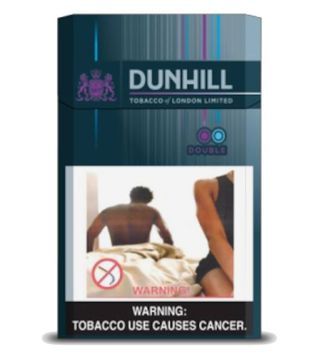 DUNHILL
TOBACCO of LONDON LIMITED
DOUBLE
WARNING!
WARNING:
TOBACCO USE CAUSES CANCER.